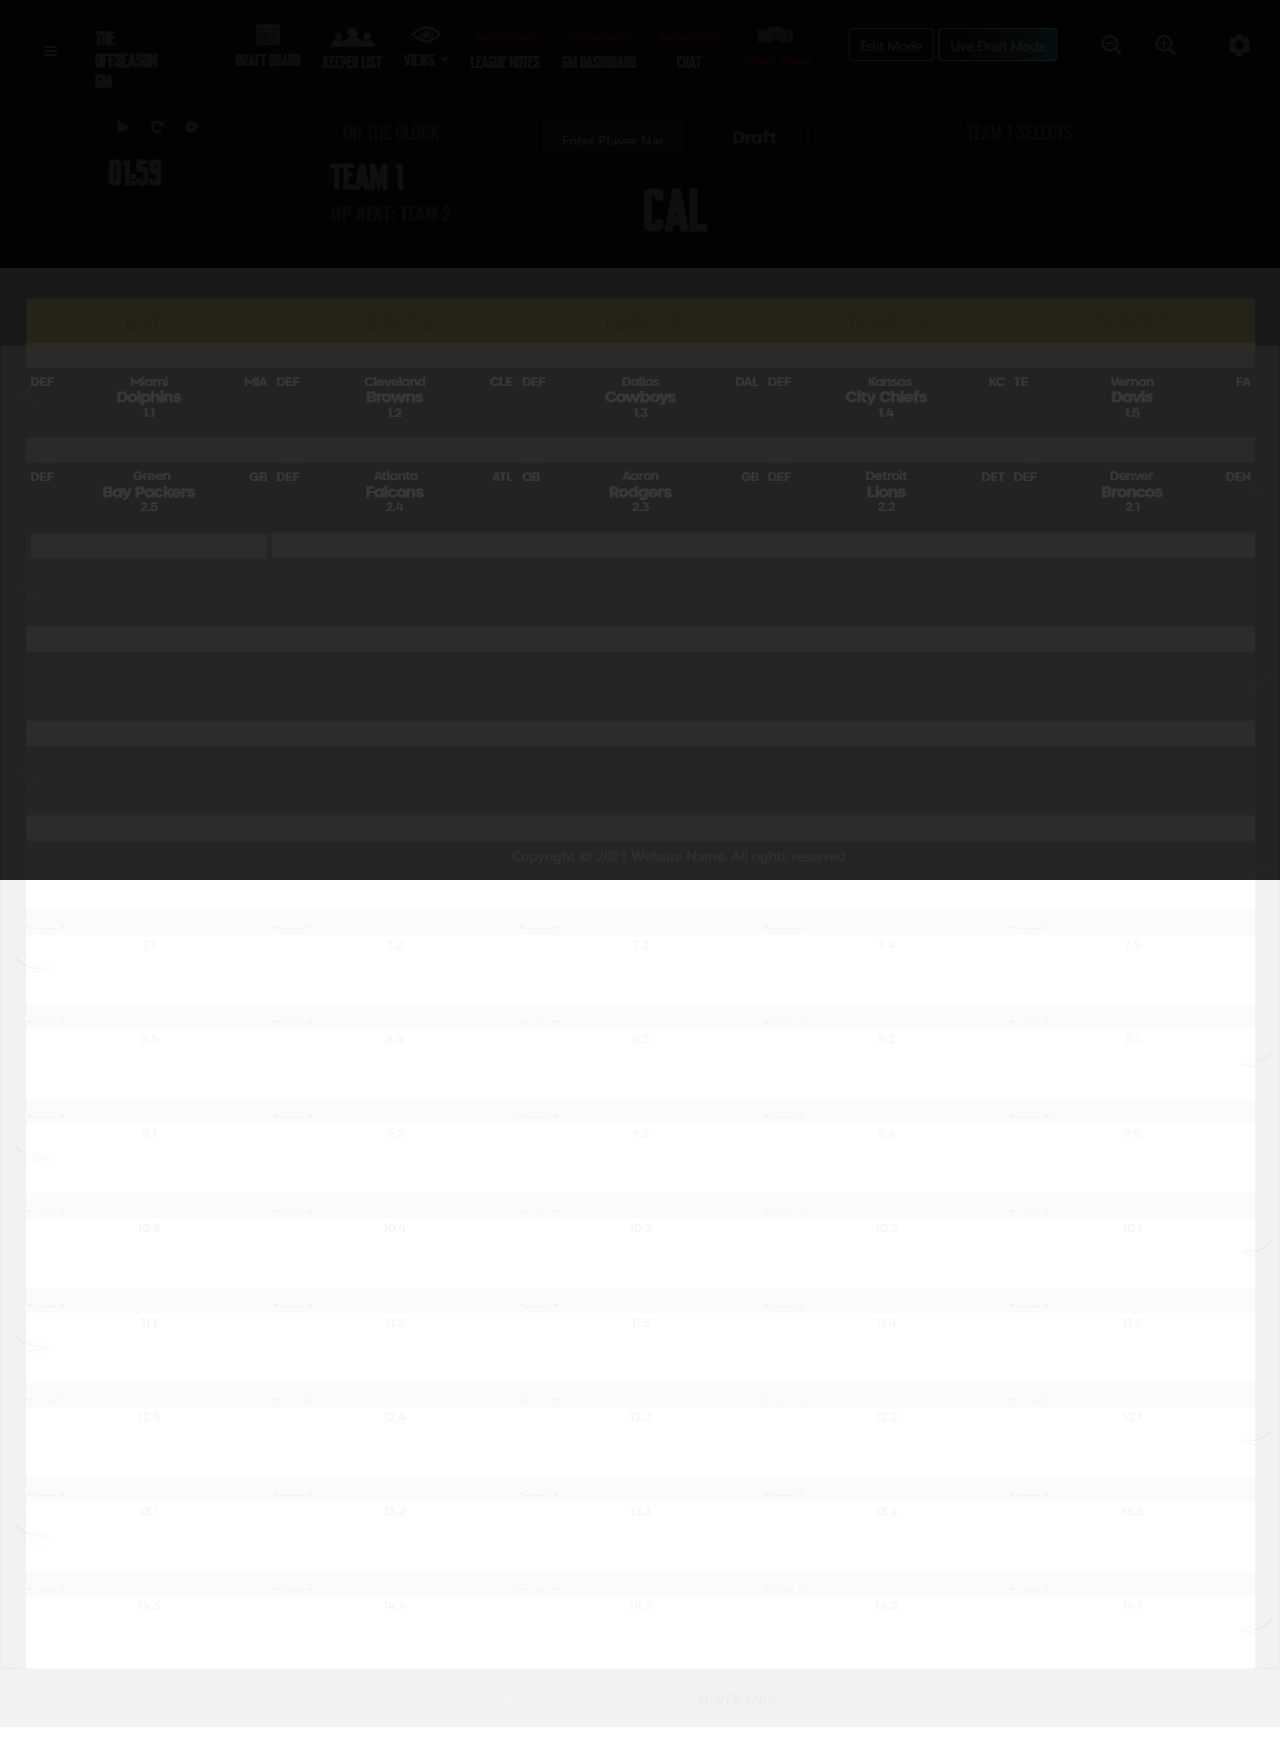 THE
OFFSEASON
GM
DRAFT BOARD
KEEPER LIST
VIEWS
LEAGUE NOTES
GM DASHBOARD
CHAT
Edit Mode
Live Draft Mode
01:59
ON THE CLOCK
TEAM 1
UP NEXT: TEAM 2
Enter Player Nar
Draft
CAL
TEAM 1 SELECTS
TEAM 1 TEAM 2 TEAM 3 TEAM 4 TEAM 5
DEF Miami MIA DEF Cleveland CLE DEF Dallas DAL DEF Kansas KC TE Vernon FA
Dolphins Browns Cowboys City Chiefs Davis
1.1 1.2 1.3 1.4 1.5
DEF Green GB DEF Atlanta ATL QB Aaron GB DEF Detroit DET DEF Denver DEN
Bay Packers Falcons Rodgers Lions Broncos
2.5 2.4 2.3 2.2 2.1
Copyright @ 2021 Website Name. All rights reserved
7.1 7.2 7.3 7.4 7.5
8.5 8.4 8.3 8.2 8.1
9.1 9.2 9.3 9.4 9.5
10.5 10.4 10.3 10.2 10.1
11.1 11.2 11.3 11.4 11.5
12.5 12.4 12.3 12.2 12.1
13.1 13.2 13.3 13.4 13.5
14.5 14.4 14.3 14.2 14.1
NEVER ENDS